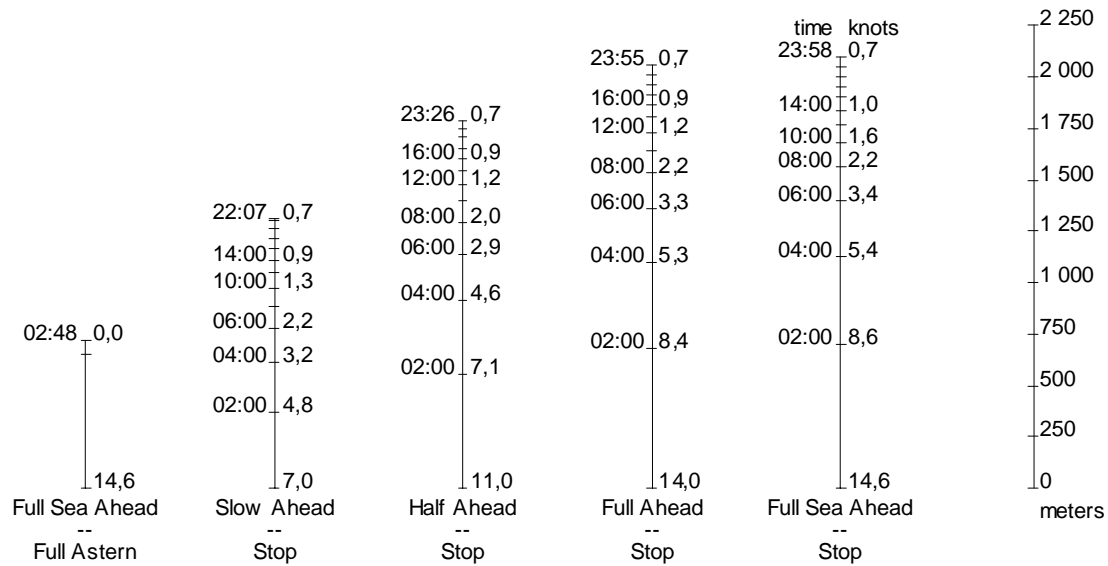 time knots 2 250
23:55 0,7 23:58 0,7
2 000
16:00 0,9 14:00 1,0
23:26 0,7 12:00 1,2 10:00 1,6 1 750
16:00 0,9 08:00 2,2 08:00 2,2
12:00 1,2 1 500
22:07 0,7 08:00 2,0 06:00 3,3 06:00 3,4
14:00 0,9 06:00 2,9 04:00 5,3 04:00 5,4 1 250
10:00 1,3 04:00 4,6 1 000
02:48 0,0 06:00 2,2 02:00 8,4 02:00 8,6 750
04:00 3,2 02:00 7,1
02:00 4,8 500
250
14,6 7,0 11,0 14,0 14,6 0
Full Sea Ahead Slow Ahead Half Ahead Full Ahead Full Sea Ahead meters
-- -- -- -- --
Full Astern Stop Stop Stop Stop